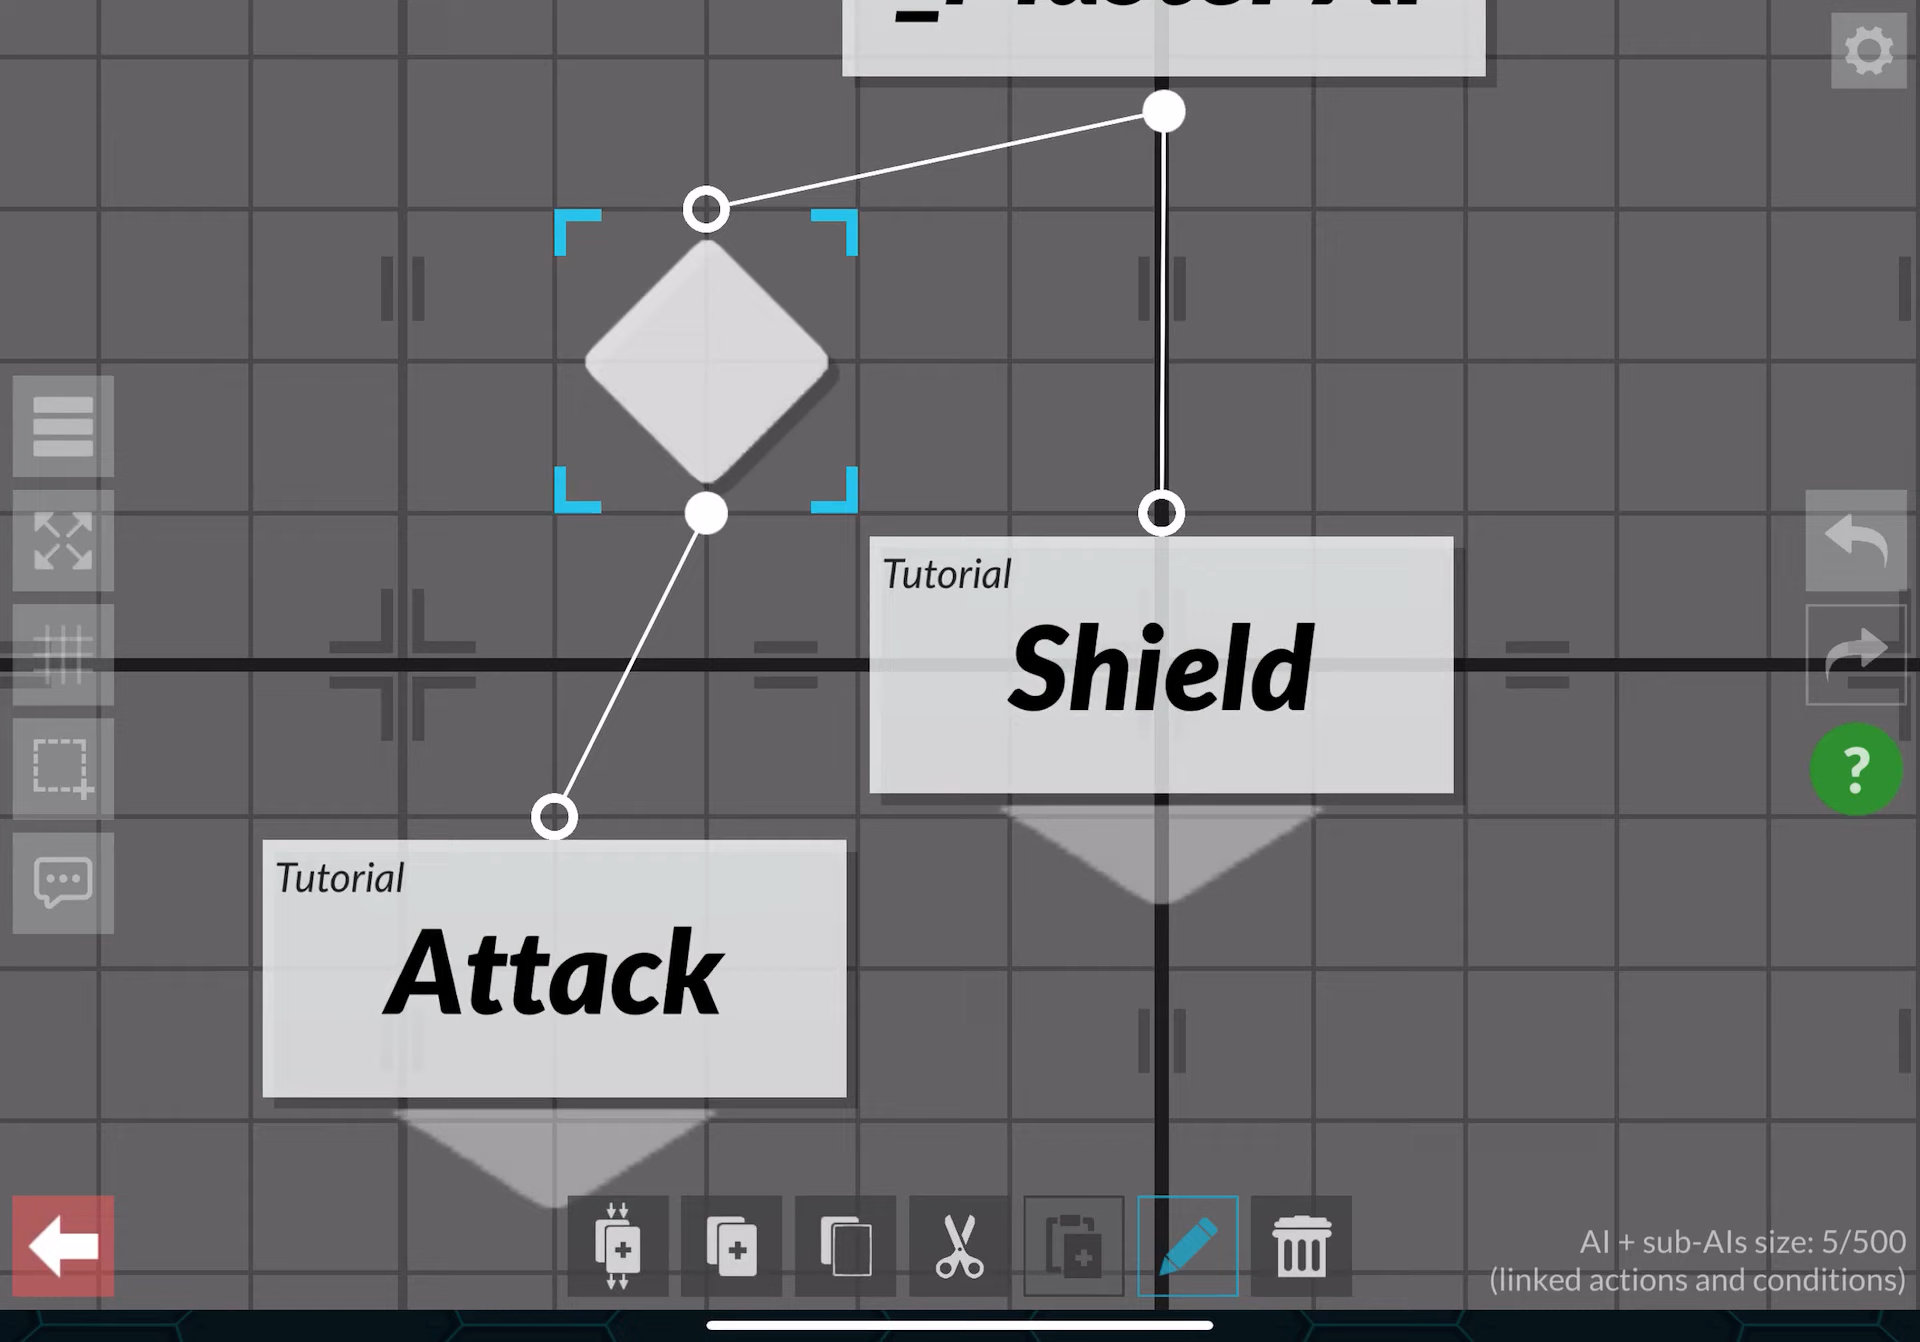 Tutorial
Shield
Tutorial
Attack
?
AI + sub-AIs size: 5/500
(linked actions and conditions)